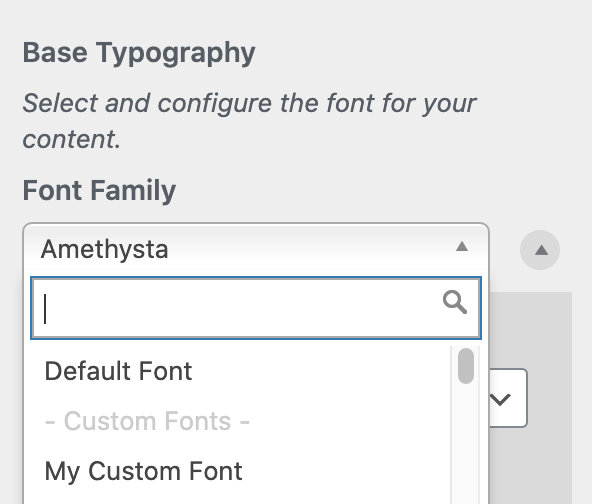 Base Typography
Select and configure the font for your
content.
Font Family
Amethysta
Default Font
- Custom Fonts -
My Custom Font